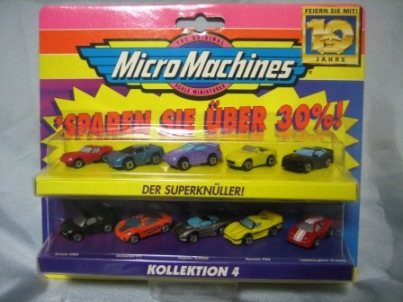 FEIERN SIE MIT!
10
JAHRE
THE ORIGINAL
Micro Machines
SCALE MINIATURES
SPAREN SIE ÜBER 30%!
DER SUPERKNÜLLER!
KOLLEKTION 4